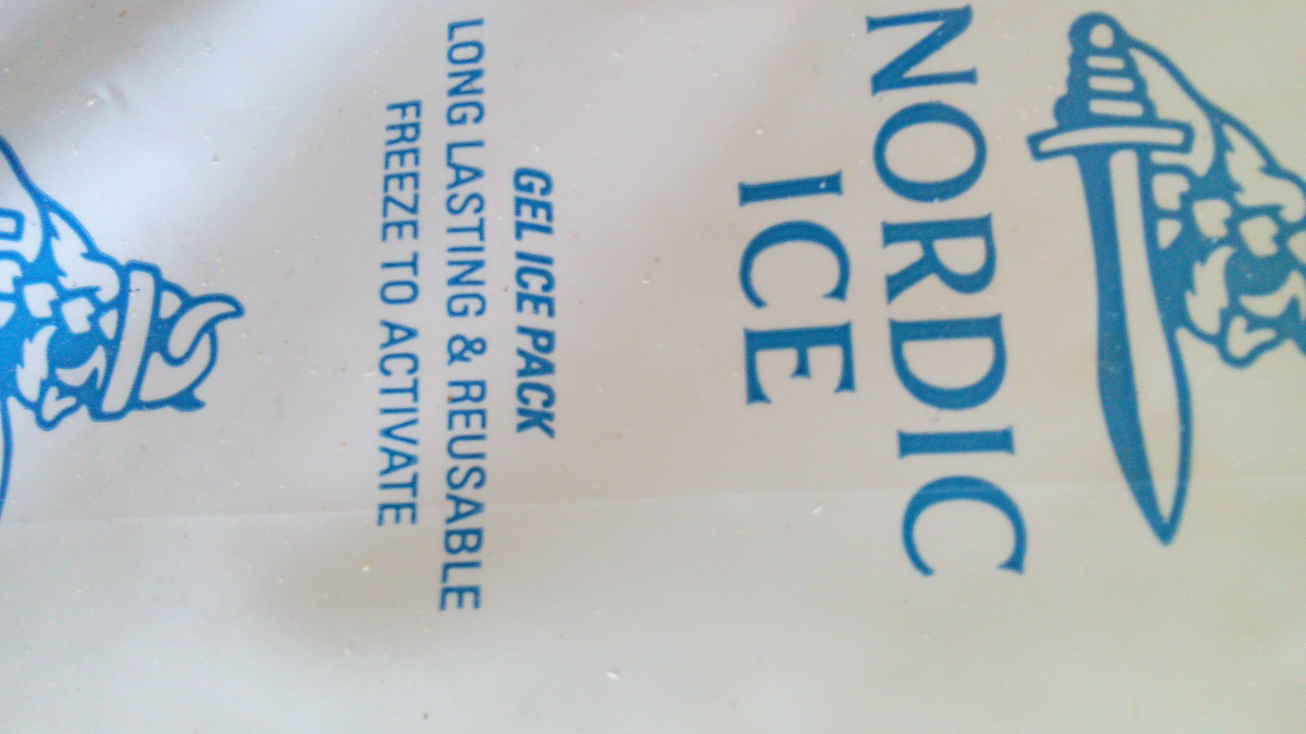 NORDIC
ICE
GEL ICE PACK
LONG LASTING & REUSABLE
FREEZE TO ACTIVATE